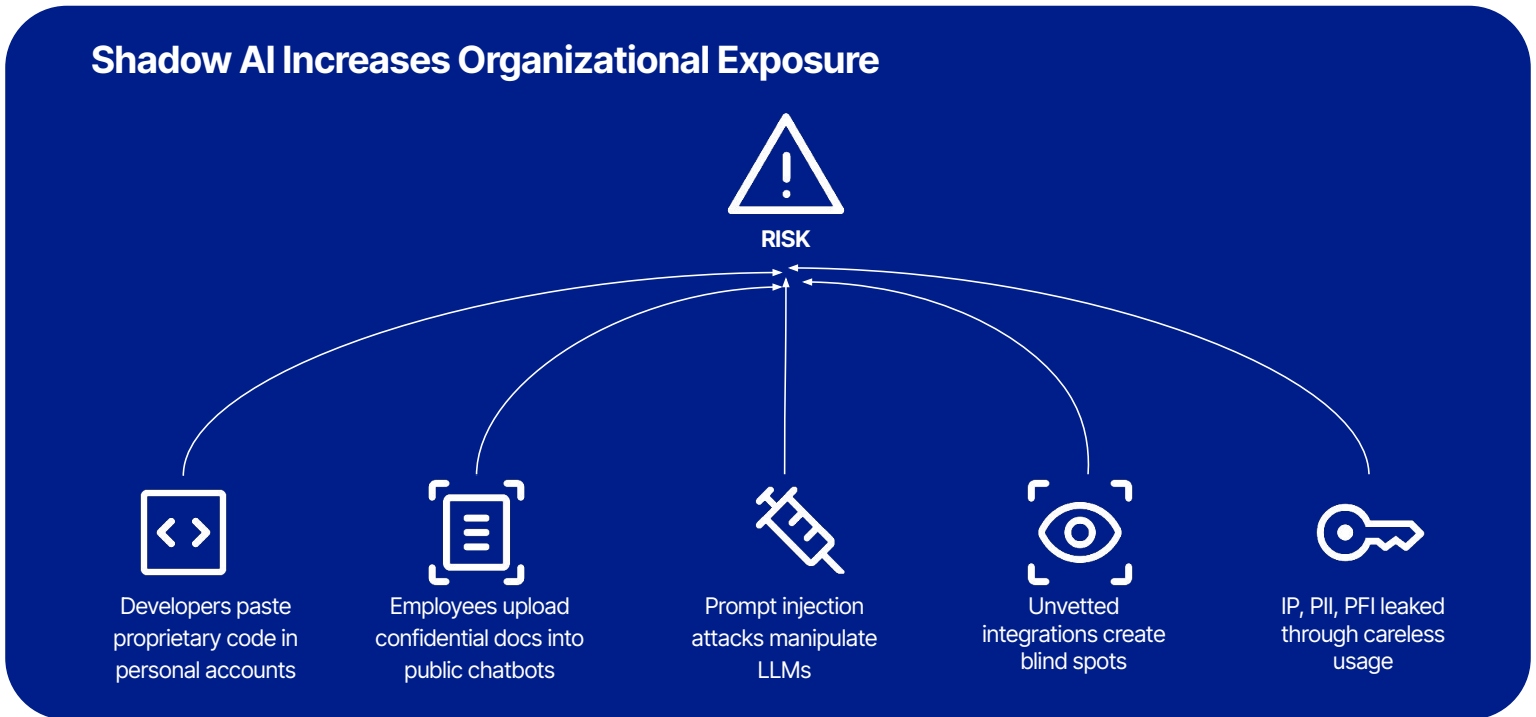 Shadow AI Increases Organizational Exposure
RISK
Developers paste
proprietary code in
personal accounts
Employees upload
confidential docs into
public chatbots
Prompt injection
attacks manipulate
LLMs
Unvetted
integrations create
blind spots
IP, PII, PFI leaked
through careless
usage